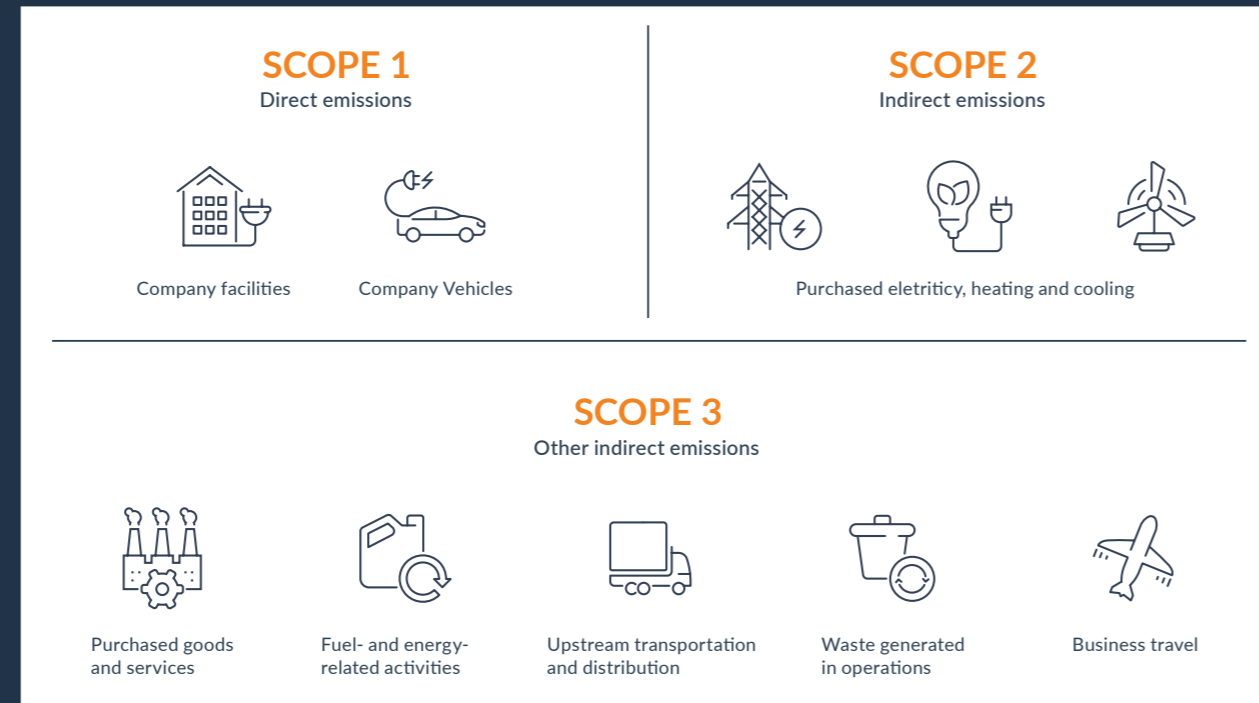 SCOPE 1
Direct emissions
Company facilities
Company Vehicles
SCOPE 2
Indirect emissions
Purchased eletriticy, heating and cooling
SCOPE 3
Other indirect emissions
Purchased goods
and services
Fuel- and energy-
related activities
Upstream transportation
and distribution
Waste generated
in operations
Business travel